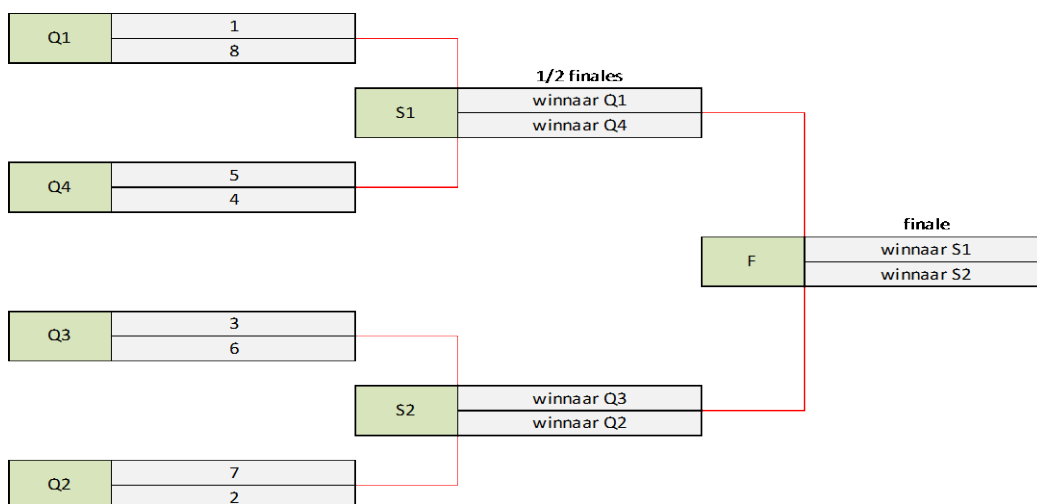 Q1
1
8
1/2 finales
S1
winnaar Q1
winnaar Q4
Q4
5
4
finale
F
winnaar S1
winnaar S2
Q3
3
6
S2
winnaar Q3
winnaar Q2
Q2
7
2